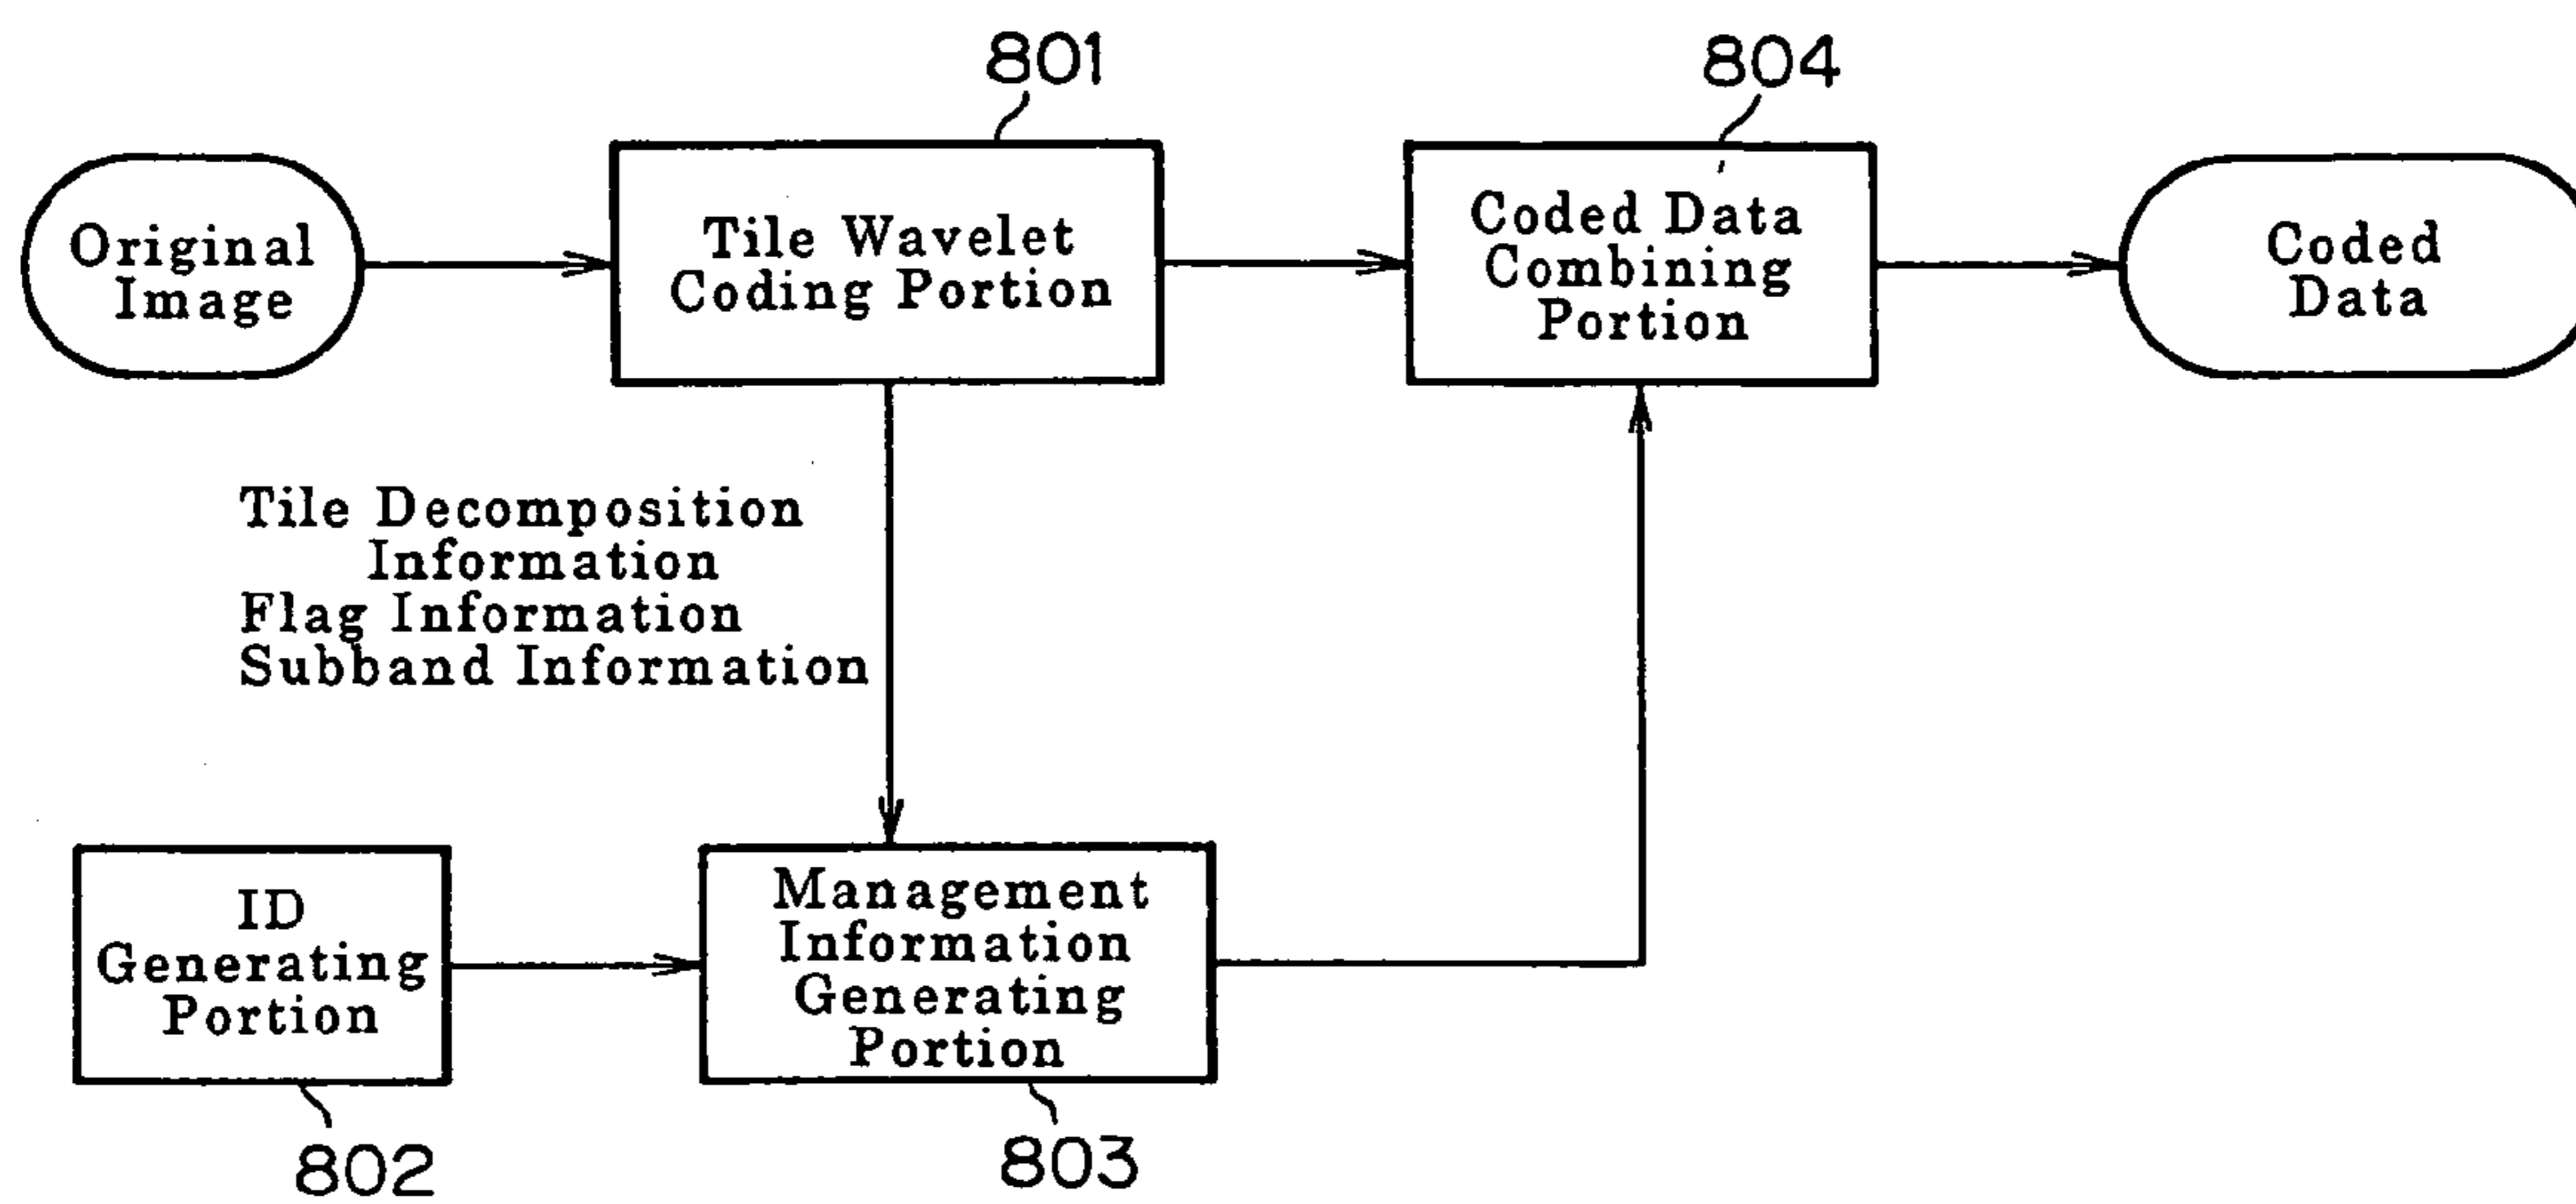 801
804
Original
Image
Tile Wavelet
Coding Portion
Coded Data
Combining
Portion
Coded
Data
Tile Decomposition
Information
Flag Information
Subband Information
ID
Generating
Portion
Management
Information
Generating
Portion
802
803